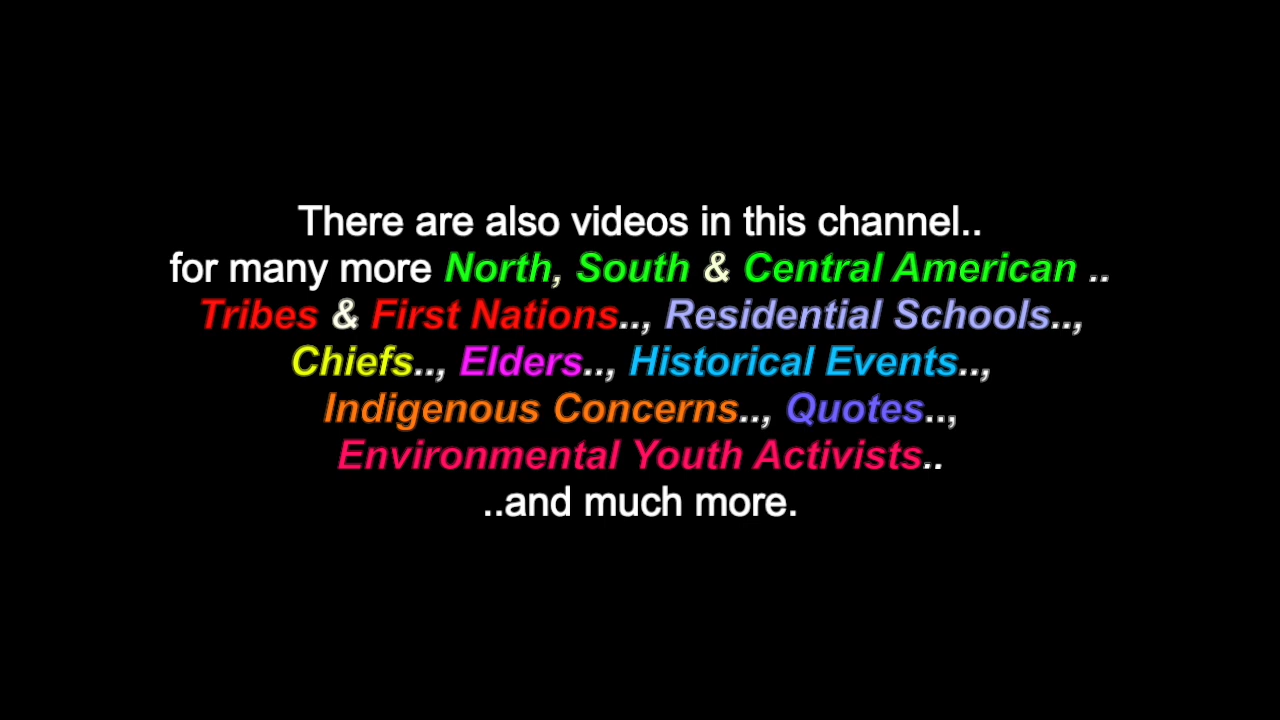 There are also videos in this channel..
for many more North, South & Central American ..
Tribes & First Nations.., Residential Schools..,
Chiefs.., Elders.., Historical Events..,
Indigenous Concerns.., Quotes..,
Environmental Youth Activists..
..and much more.